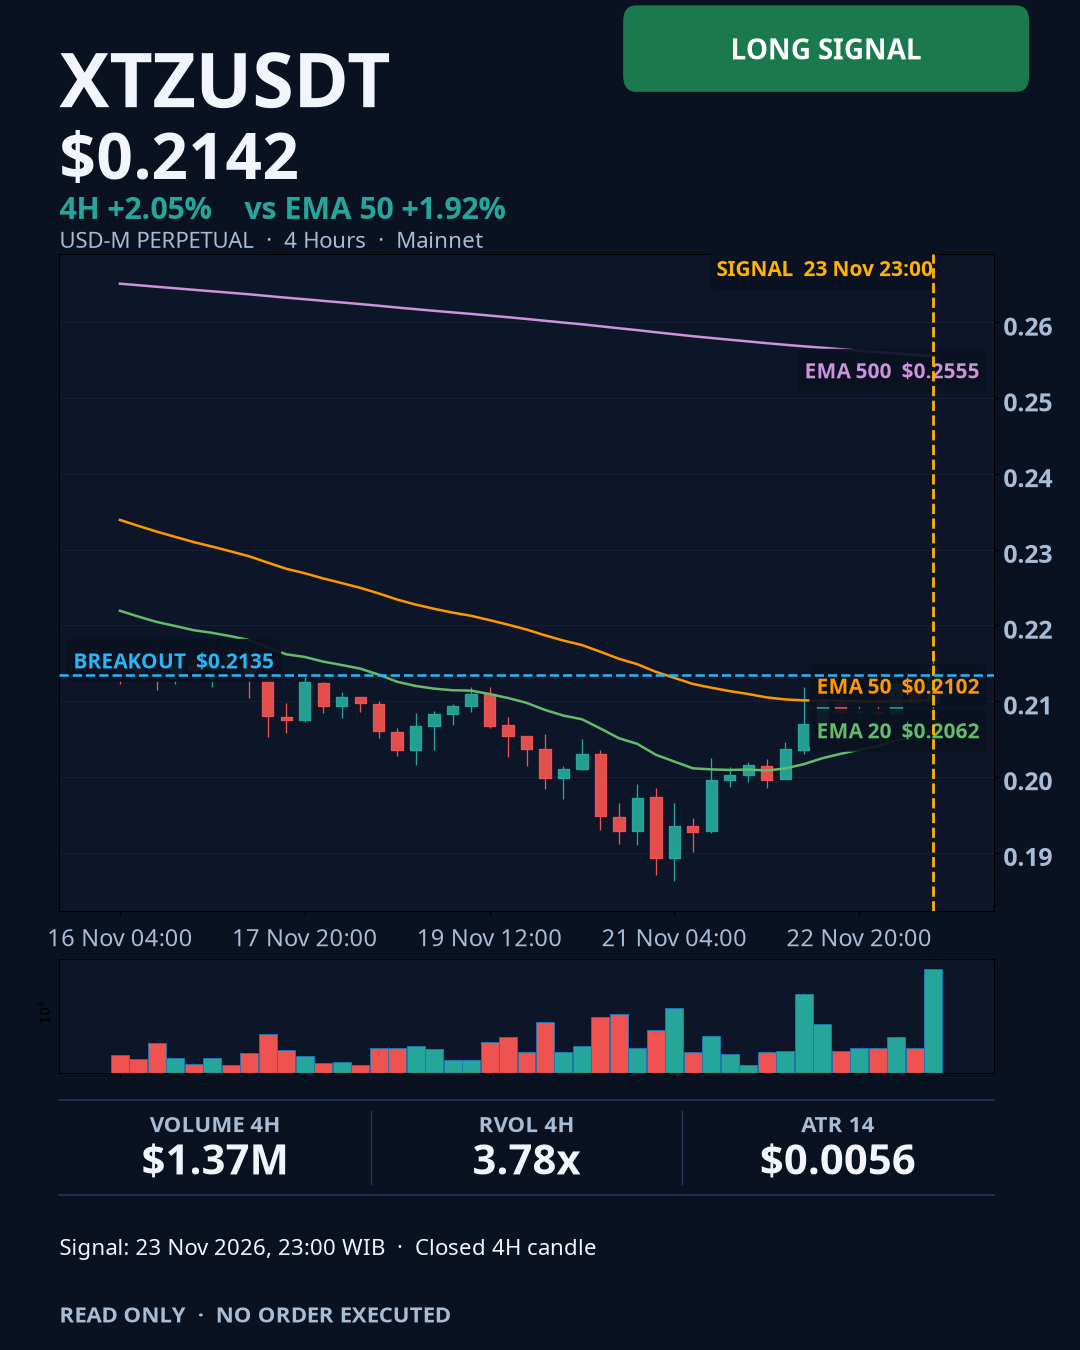 LONG SIGNAL
XTZUSDT
$0.2142
4H +2.05% vs EMA 50 +1.92%
USD-M PERPETUAL · 4 Hours · Mainnet
SIGNAL 23 Nov 23:00
0.26
EMA 500 $0.2555
0.25
0.24
0.23
0.22
BREAKOUT $0.2135
EMA 50 $0.2102
0.21
EMA 20 $0.2062
0.20
0.19
16 Nov 04:00 17 Nov 20:00 19 Nov 12:00 21 Nov 04:00 22 Nov 20:00
10⁶
VOLUME 4H RVOL 4H ATR 14
$1.37M 3.78x $0.0056
Signal: 23 Nov 2026, 23:00 WIB · Closed 4H candle
READ ONLY · NO ORDER EXECUTED